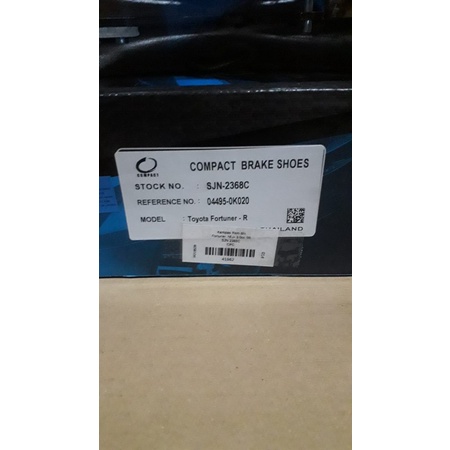 COMPACT
COMPACT BRAKE SHOES
STOCK NO. : SJN-2368C
REFERENCE NO. : 04495-0K020
MODEL : Toyota Fortuner - R